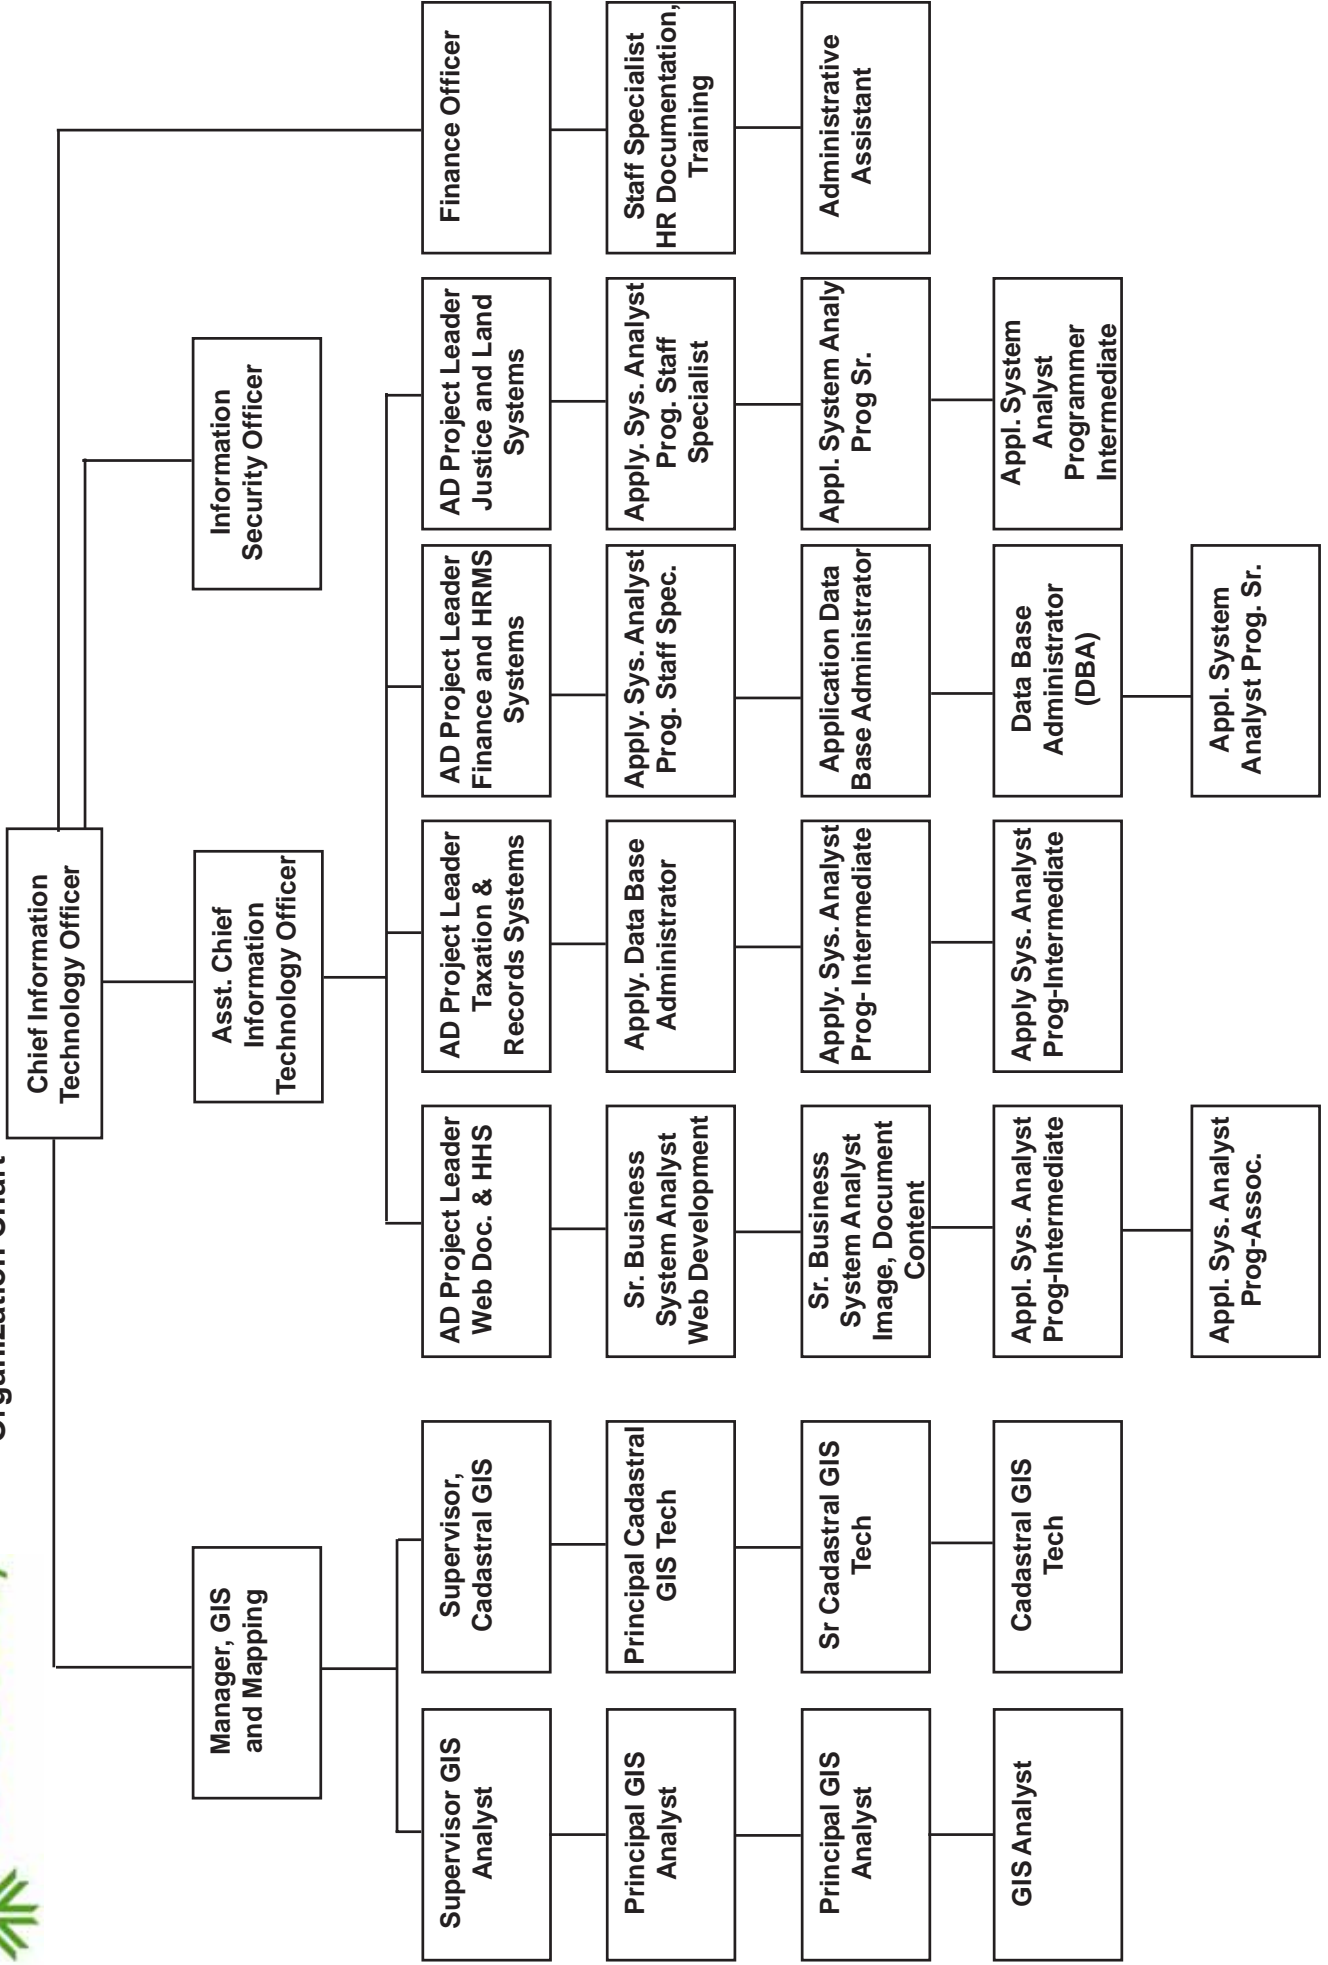 Organization Chart
Chief Information
Technology Officer
Manager, GIS
and Mapping
Asst. Chief
Information
Technology Officer
Information
Security Officer
Supervisor GIS
Analyst
Supervisor,
Cadastral GIS
AD Project Leader
Web Doc. & HHS
AD Project Leader
Taxation &
Records Systems
AD Project Leader
Finance and HRMS
Systems
AD Project Leader
Justice and Land
Systems
Finance Officer
Principal GIS
Analyst
Principal Cadastral
GIS Tech
Sr. Business
System Analyst
Web Development
Apply. Data Base
Administrator
Apply. Sys. Analyst
Prog. Staff Spec.
Apply. Sys. Analyst
Prog. Staff
Specialist
Staff Specialist
HR Documentation,
Training
Principal GIS
Analyst
Sr Cadastral GIS
Tech
Sr. Business
System Analyst
Image, Document
Content
Apply. Sys. Analyst
Prog- Intermediate
Application Data
Base Administrator
Appl. System Analy
Prog Sr.
Administrative
Assistant
GIS Analyst
Cadastral GIS
Tech
Appl. Sys. Analyst
Prog-Intermediate
Apply Sys. Analyst
Prog-Intermediate
Data Base
Administrator
(DBA)
Appl. System
Analyst
Programmer
Intermediate
Appl. Sys. Analyst
Prog-Assoc.
Appl. System
Analyst Prog. Sr.